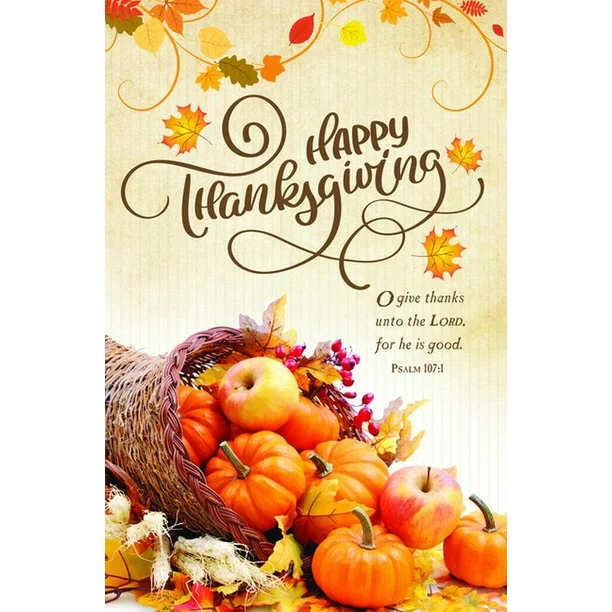 HAPPY
Thanksgiving
O give thanks
unto the LORD,
for he is good.
PSALM 107:1